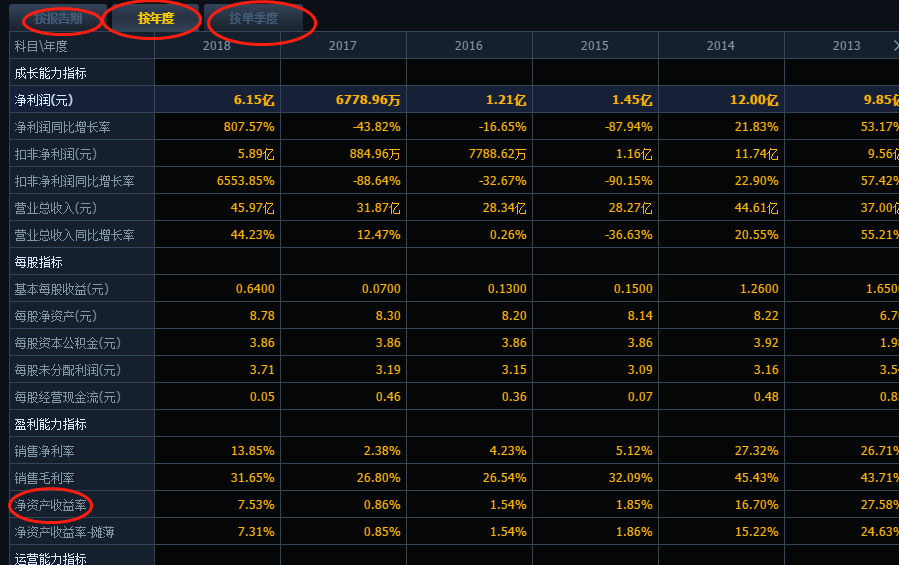 按报告期 按年度 按单季度
科目\年度 2018 2017 2016 2015 2014 2013
成长能力指标
净利润(元) 6.15亿 6778.96万 1.21亿 1.45亿 12.00亿 9.85亿
净利润同比增长率 807.57% -43.82% -16.65% -87.94% 21.83% 53.17%
扣非净利润(元) 5.89亿 884.96万 7788.62万 1.16亿 11.74亿 9.56亿
扣非净利润同比增长率 6553.85% -88.64% -32.67% -90.15% 22.90% 57.42%
营业总收入(元) 45.97亿 31.87亿 28.34亿 28.27亿 44.61亿 37.00亿
营业总收入同比增长率 44.23% 12.47% 0.26% -36.63% 20.55% 55.21%
每股指标
基本每股收益(元) 0.6400 0.0700 0.1300 0.1500 1.2600 1.650
每股净资产(元) 8.78 8.30 8.20 8.14 8.22 6.7
每股资本公积金(元) 3.86 3.86 3.86 3.86 3.92 1.9
每股未分配利润(元) 3.71 3.19 3.15 3.09 3.16 3.5
每股经营现金流(元) 0.05 0.46 0.36 0.07 0.48 0.8
盈利能力指标
销售净利率 13.85% 2.38% 4.23% 5.12% 27.32% 26.71%
销售毛利率 31.65% 26.80% 26.54% 32.09% 45.43% 43.71%
净资产收益率 7.53% 0.86% 1.54% 1.85% 16.70% 27.58%
净资产收益率-摊薄 7.31% 0.85% 1.54% 1.86% 15.22% 24.63%
运营能力指标